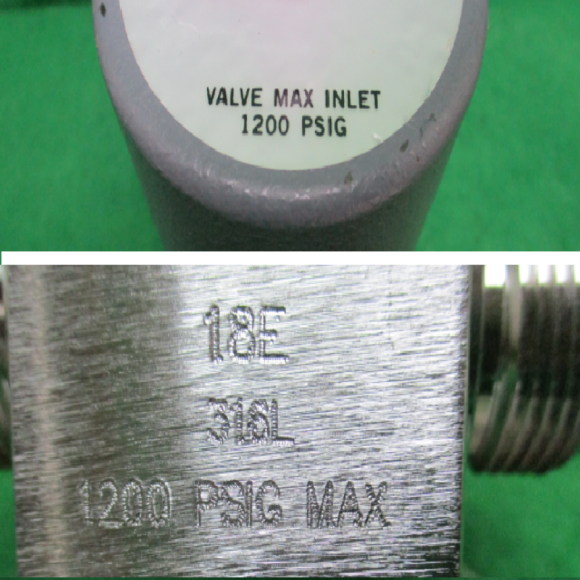 VALVE MAX INLET
1200 PSIG
18E
316L
1200 PSIG MAX